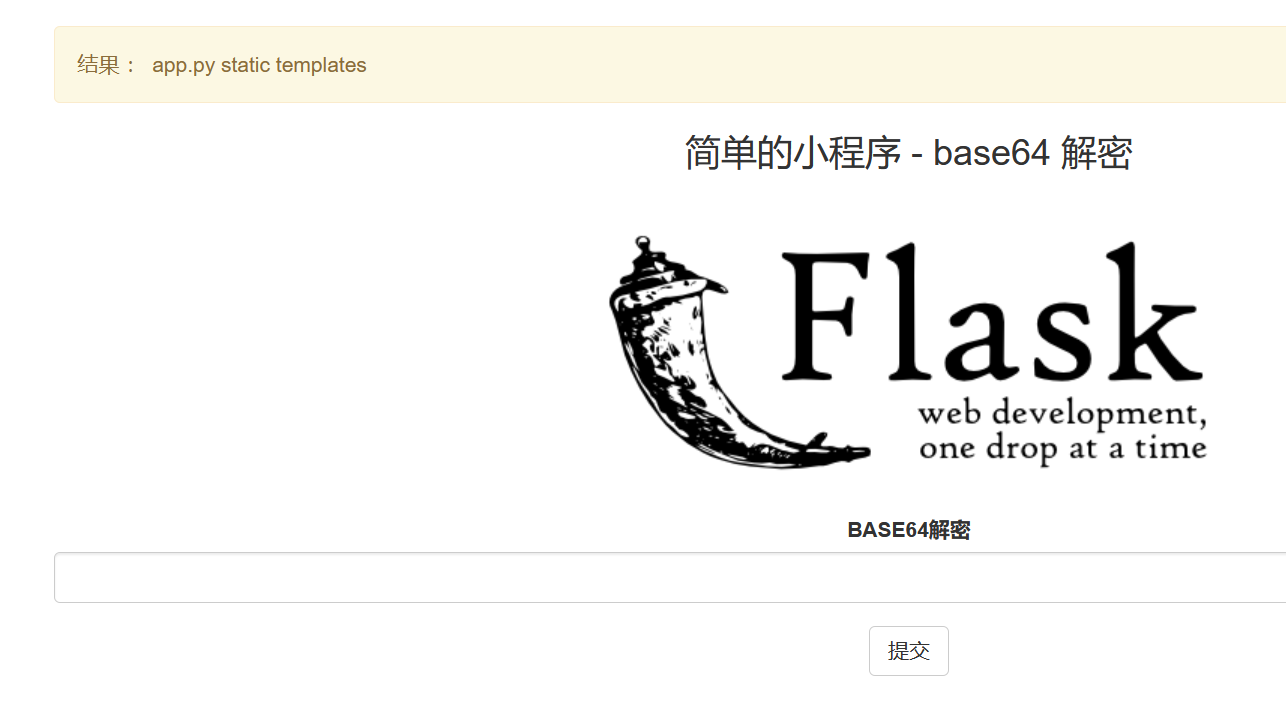 结果： app.py static templates
简单的小程序 - base64 解密
Flask
web development,
one drop at a time
BASE64解密
提交